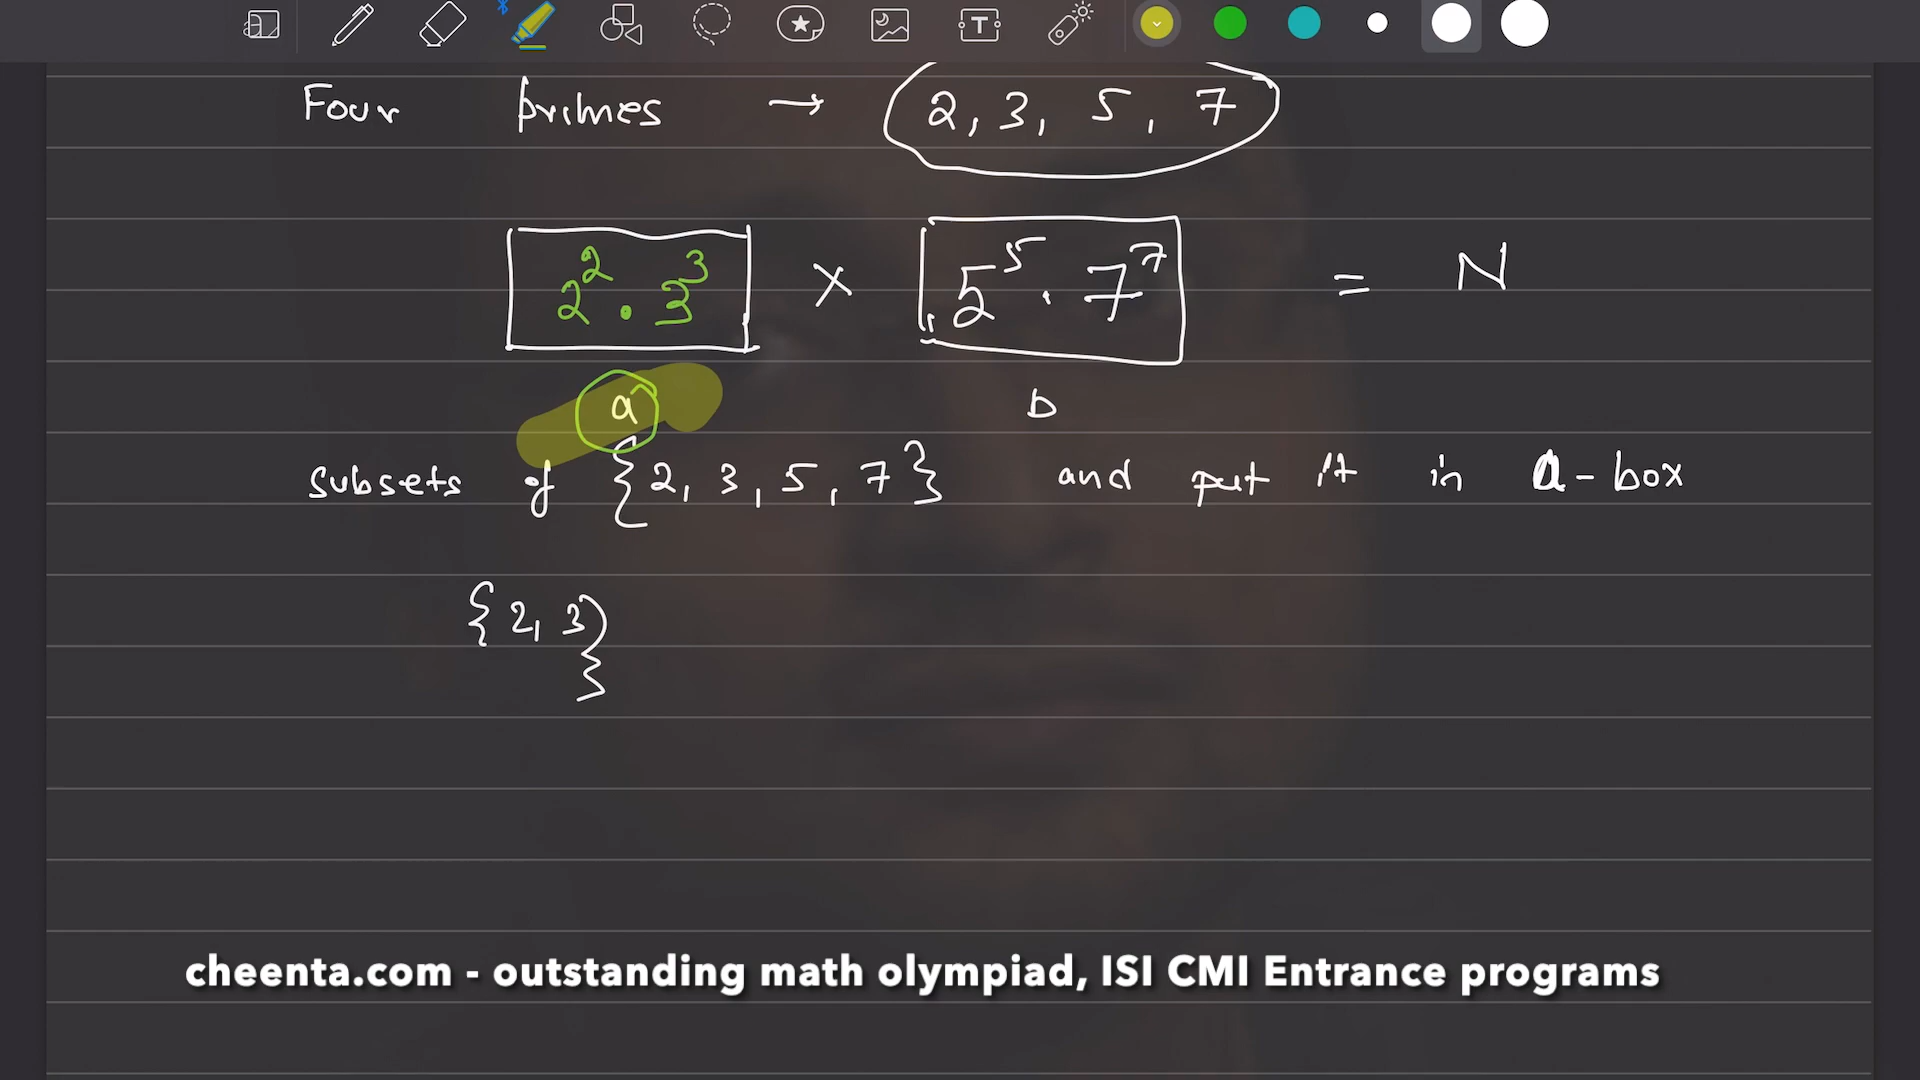 Four primes → 2, 3, 5, 7
2² · 3³ × 5⁵ · 7⁷ = N
a b
subsets of {2, 3, 5, 7} and put it in a-box
{2, 3}
cheenta.com - outstanding math olympiad, ISI CMI Entrance programs